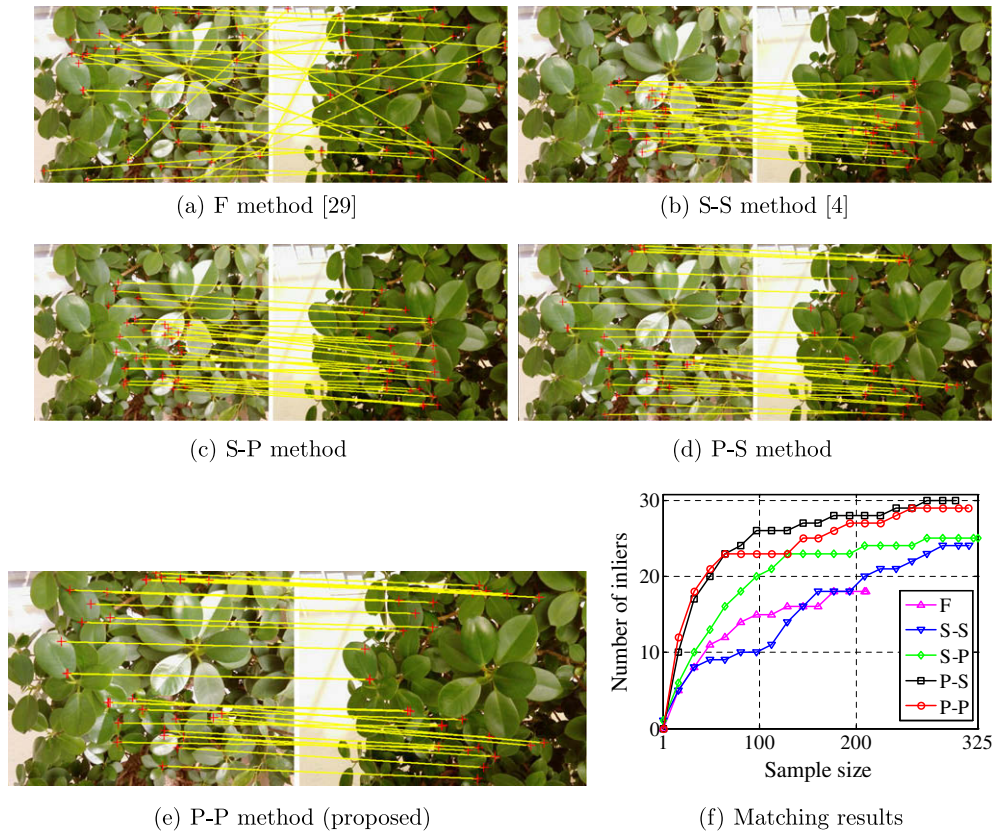 (a) F method [29]
(b) S-S method [4]
(c) S-P method
(d) P-S method
(e) P-P method (proposed)
30
20
10
0
1
100
200
325
Number of inliers
Sample size
F
S-S
S-P
P-S
P-P
(f) Matching results